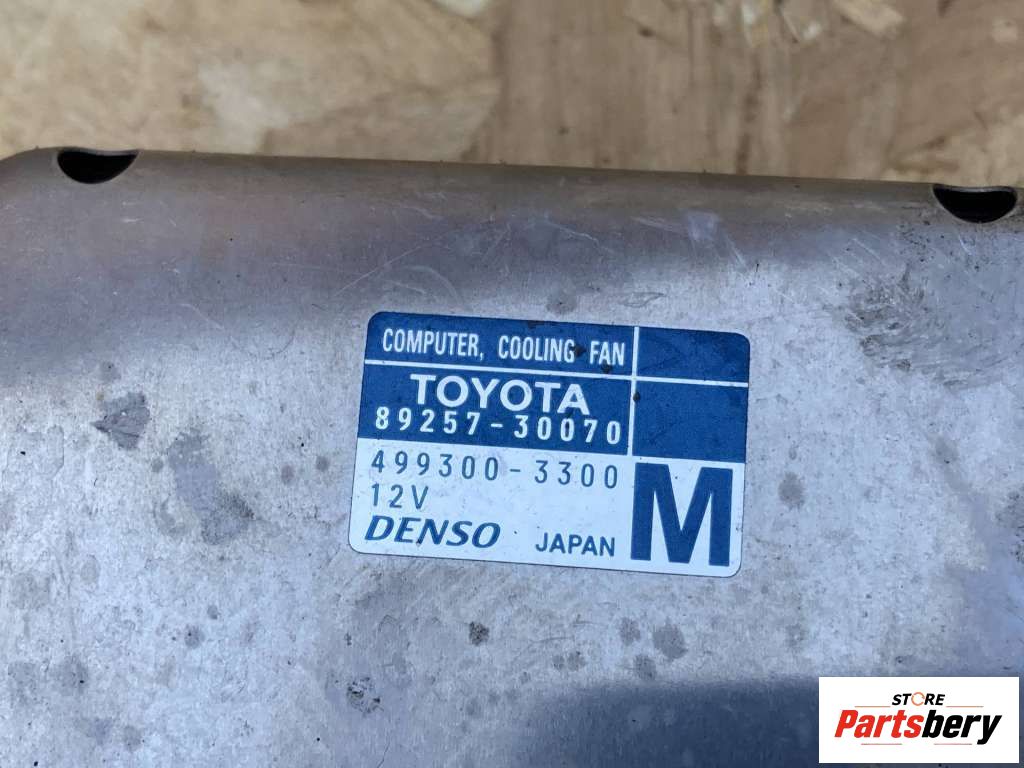 COMPUTER, COOLING FAN
TOYOTA
89257-30070
499300-3300
12V
DENSO JAPAN
M
STORE
Partsbery